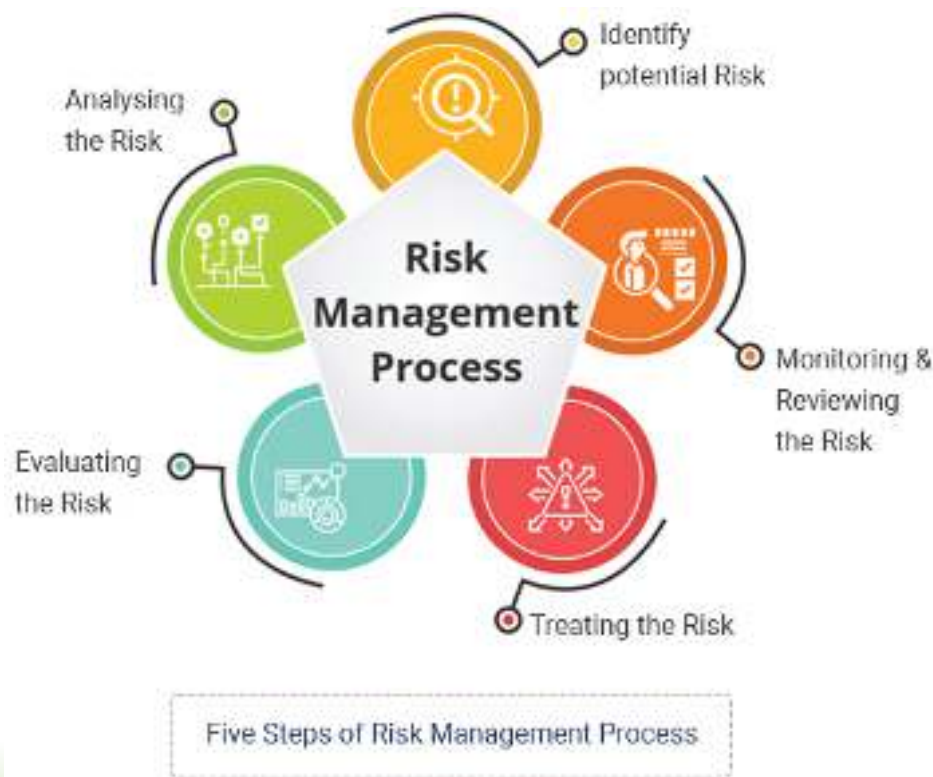 Identify
potential Risk
Analysing
the Risk
Risk
Management
Process
Monitoring &
Reviewing
the Risk
Evaluating
the Risk
Treating the Risk
Five Steps of Risk Management Process